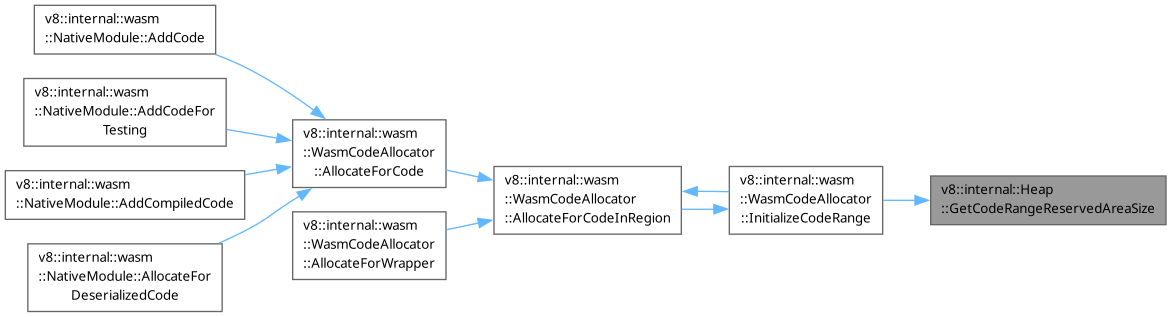 v8::internal::wasm
::NativeModule::AddCode
v8::internal::wasm
::NativeModule::AddCodeFor
Testing
v8::internal::wasm
::NativeModule::AddCompiledCode
v8::internal::wasm
::NativeModule::AllocateFor
DeserializedCode
v8::internal::wasm
::WasmCodeAllocator
::AllocateForCode
v8::internal::wasm
::WasmCodeAllocator
::AllocateForWrapper
v8::internal::wasm
::WasmCodeAllocator
::AllocateForCodeInRegion
v8::internal::wasm
::WasmCodeAllocator
::InitializeCodeRange
v8::internal::Heap
::GetCodeRangeReservedAreaSize